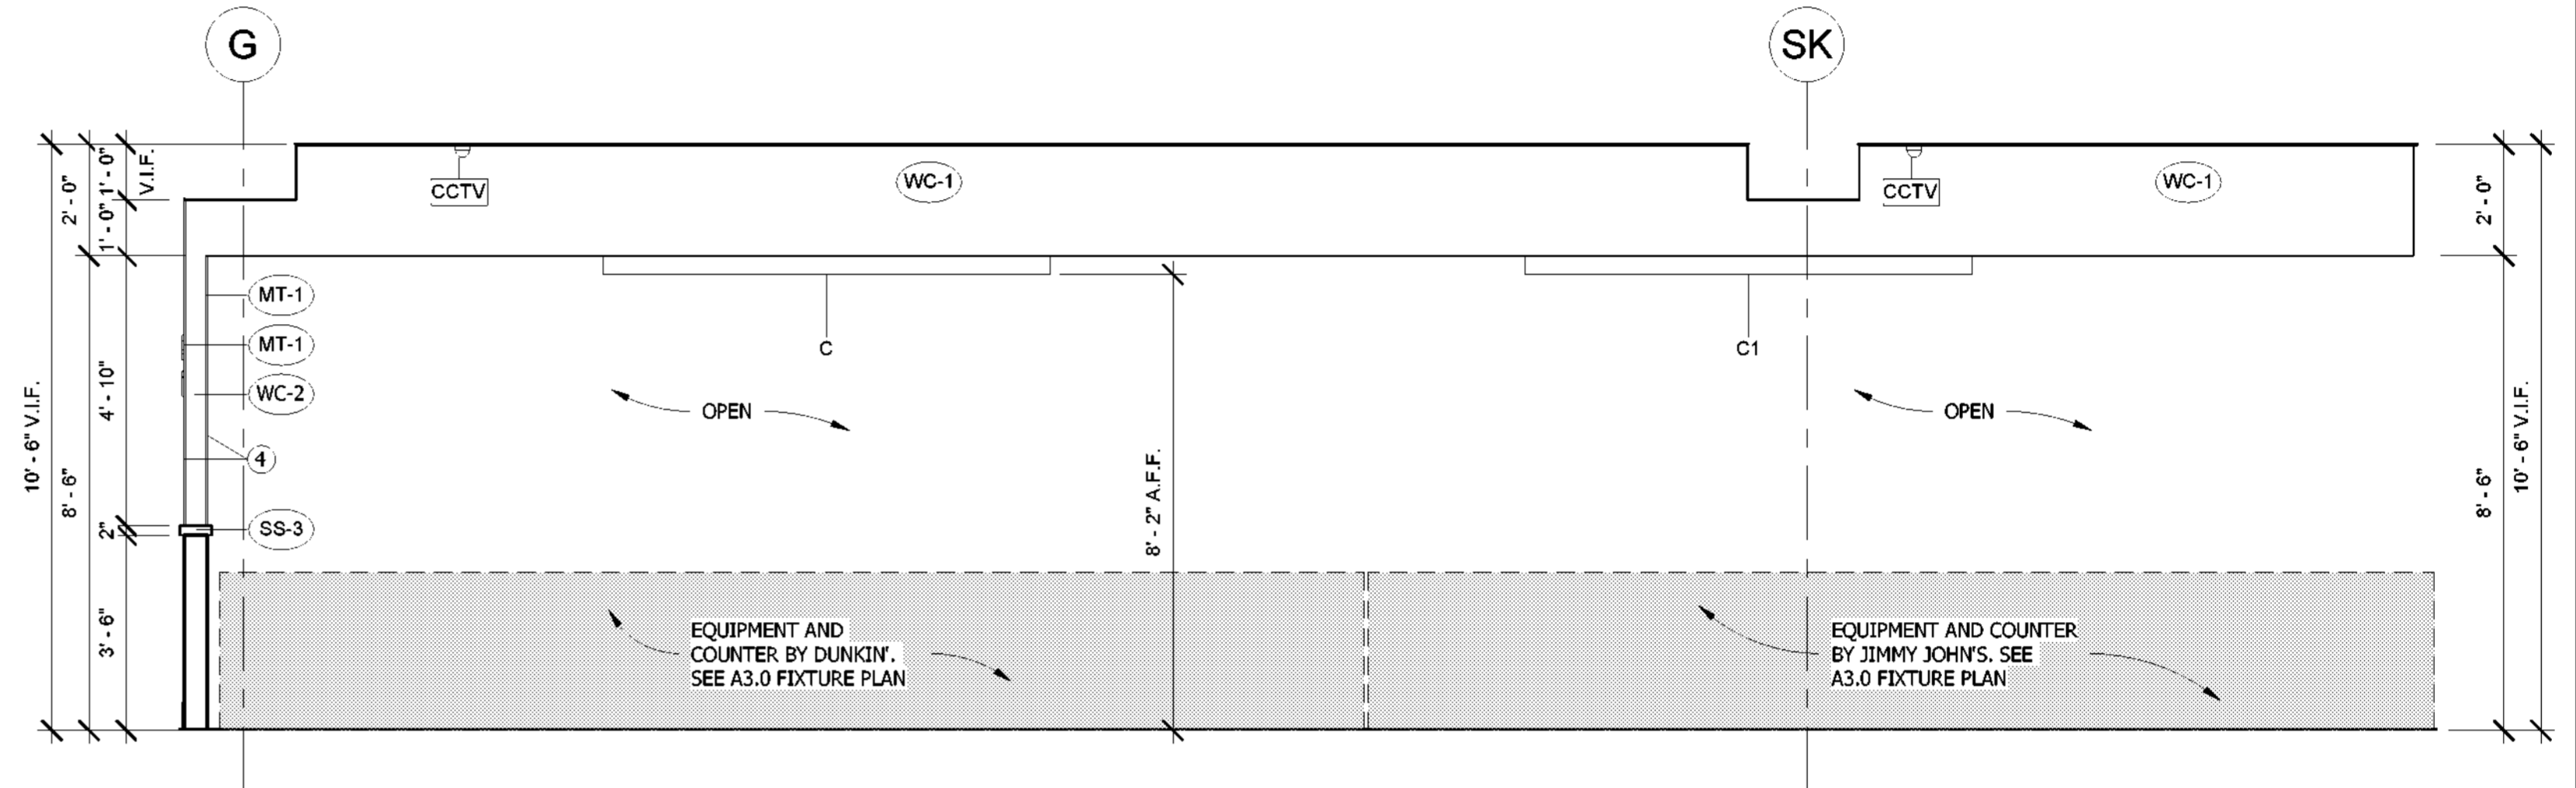 G
SK
1' - 0"
V.I.F.
2' - 0"
1' - 0"
CCTV
WC-1
CCTV
WC-1
2' - 0"
MT-1
MT-1
WC-2
4
SS-3
C
C1
OPEN
OPEN
4' - 10"
10' - 6" V.I.F.
8' - 6"
2"
3' - 6"
8' - 2" A.F.F.
8' - 6"
10' - 6" V.I.F.
EQUIPMENT AND
COUNTER BY DUNKIN'.
SEE A3.0 FIXTURE PLAN
EQUIPMENT AND COUNTER
BY JIMMY JOHN'S. SEE
A3.0 FIXTURE PLAN